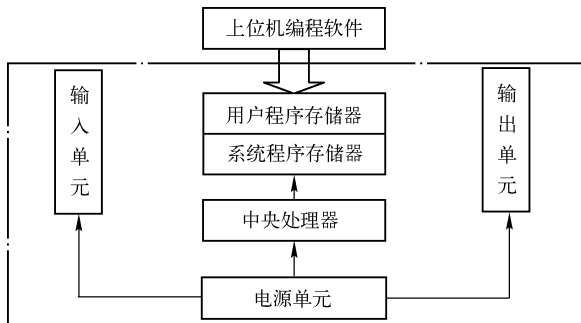 上位机编程软件
用户程序存储器
系统程序存储器
输入单元
输出单元
中央处理器
电源单元